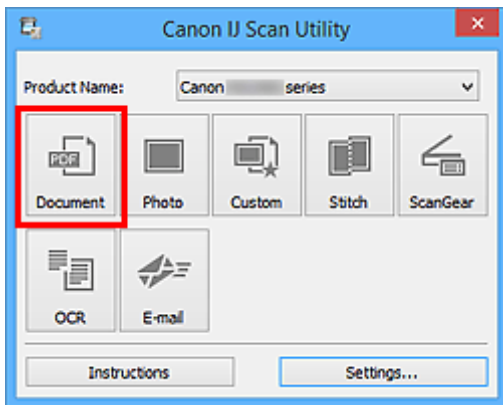 Canon IJ Scan Utility
Product Name: Canon series
PDF
Document Photo Custom Stitch ScanGear
OCR E-mail
Instructions Settings...